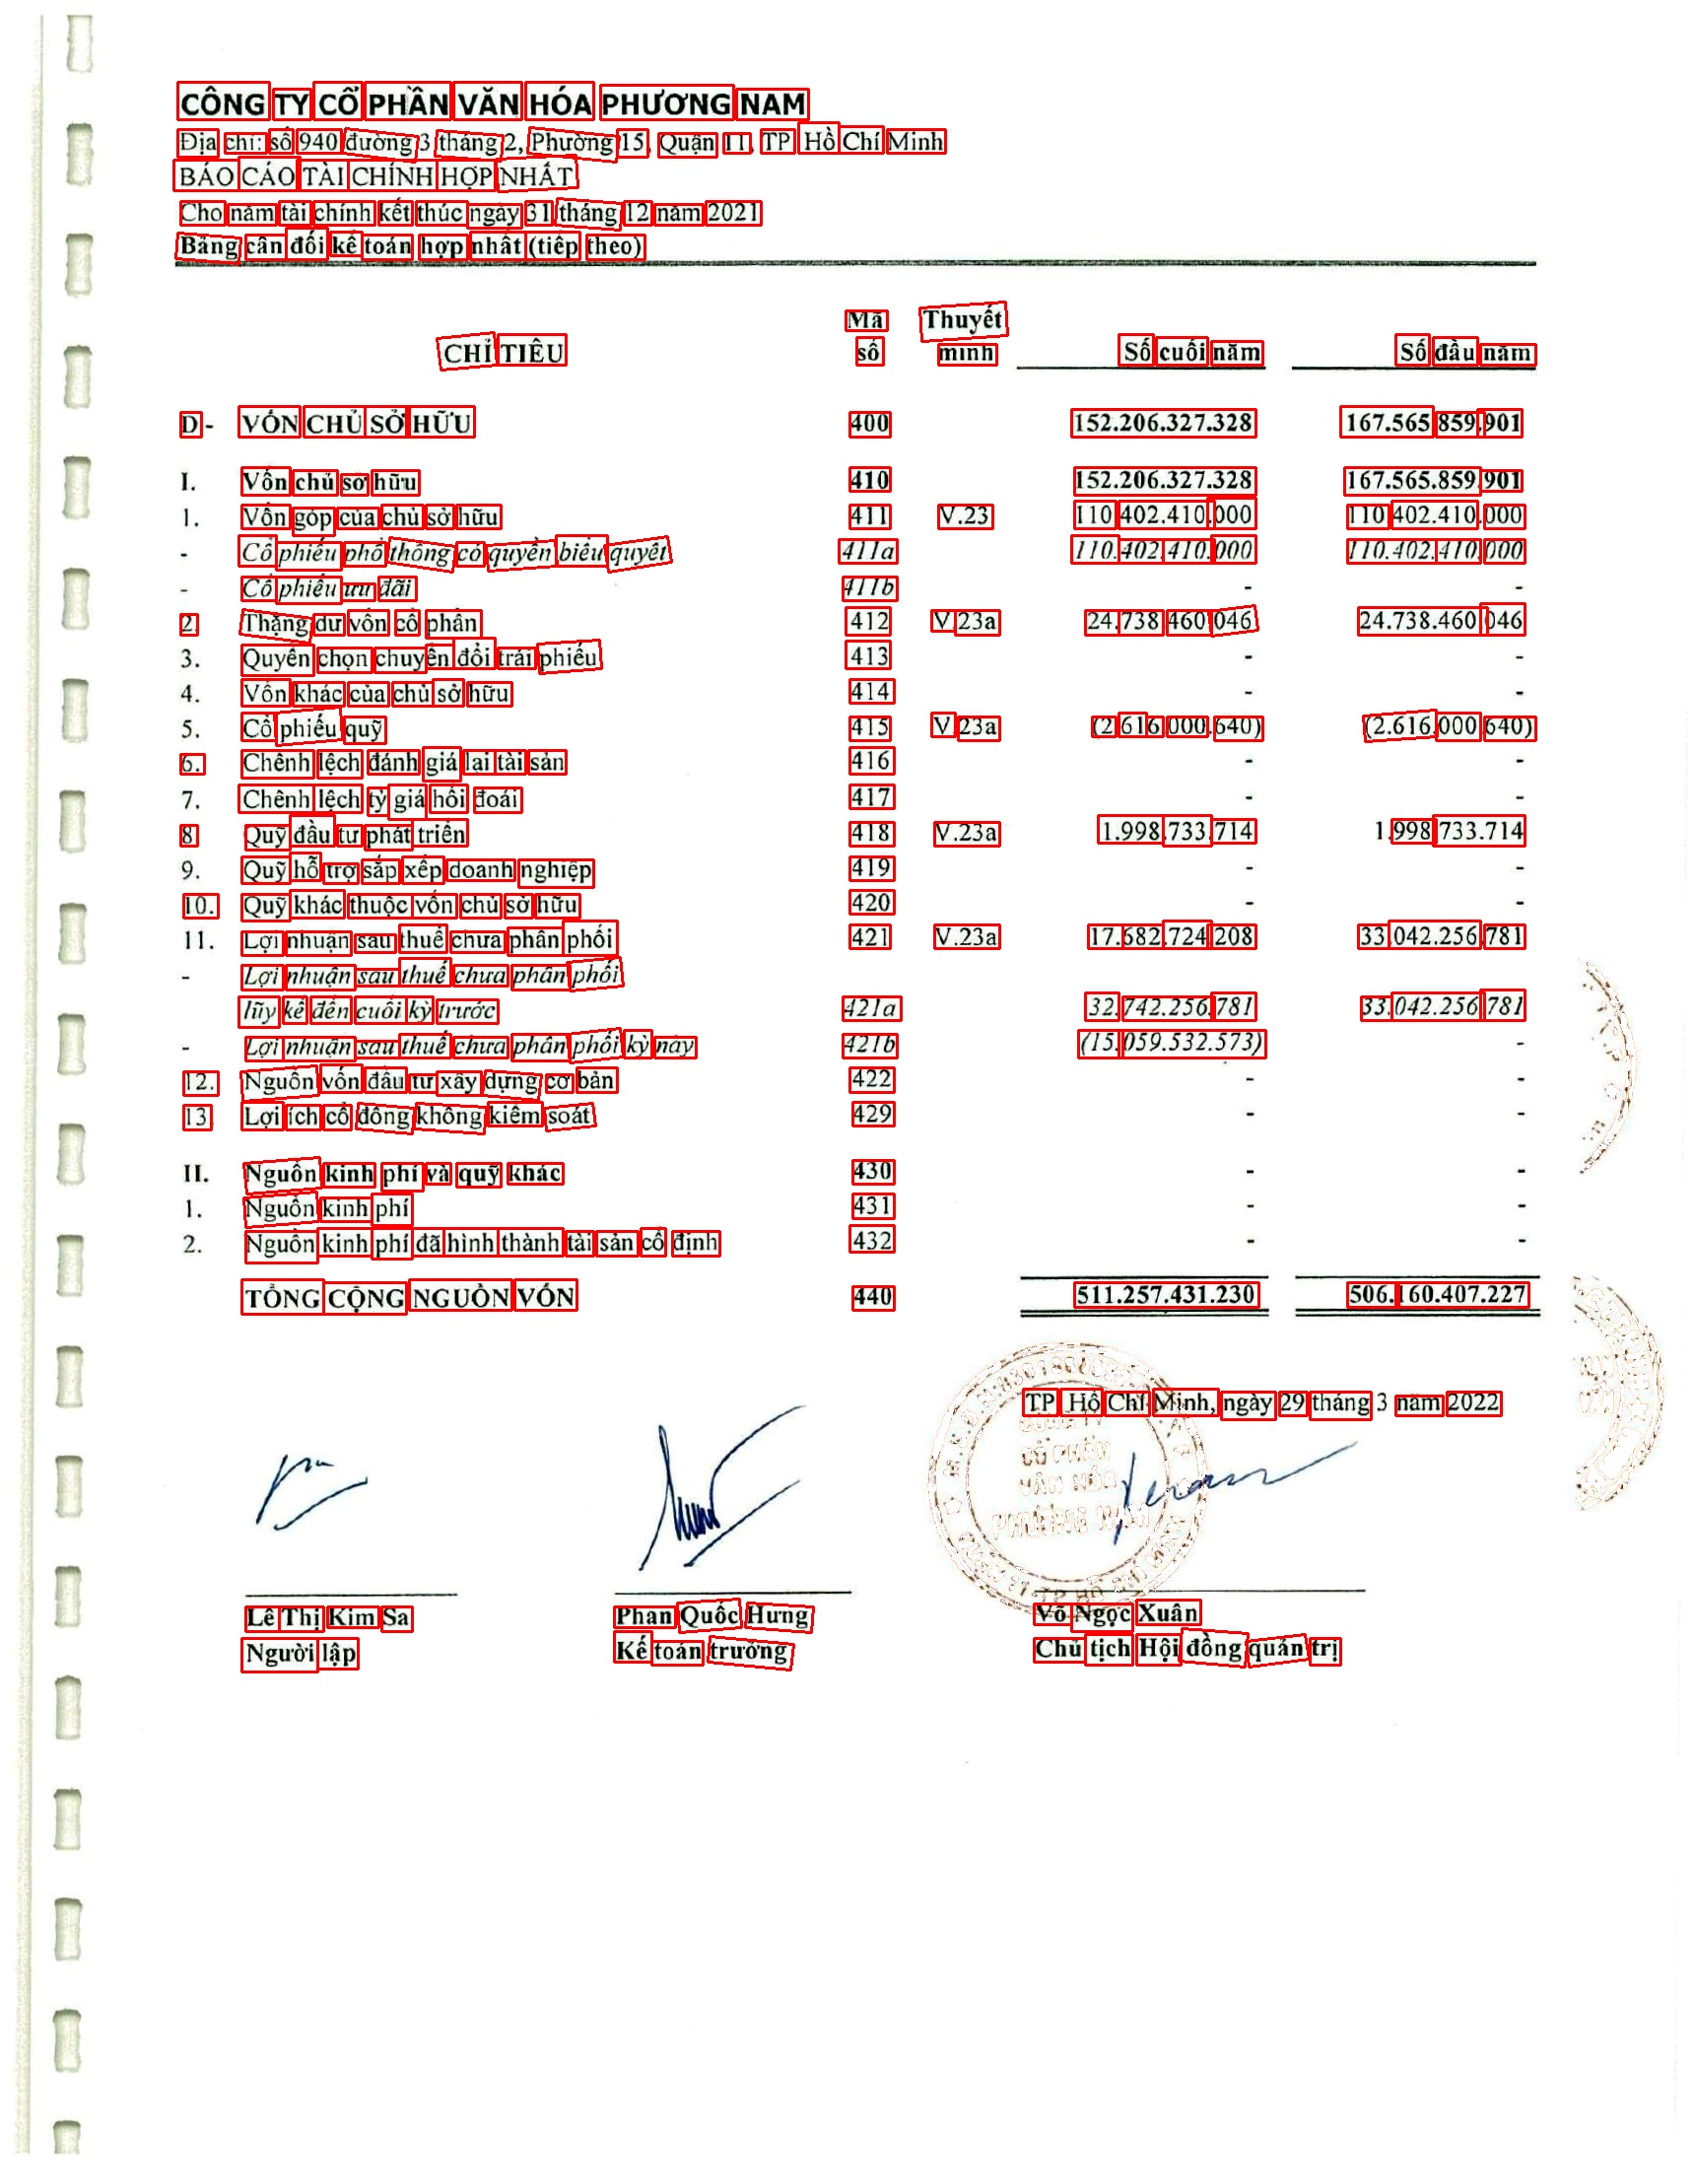 CÔNG TY CỔ PHẦN VĂN HÓA PHƯƠNG NAM
Địa chỉ: số 940 đường 3 tháng 2, Phường 15, Quận 11, TP Hồ Chí Minh
BÁO CÁO TÀI CHÍNH HỢP NHẤT
Cho năm tài chính kết thúc ngày 31 tháng 12 năm 2021
Bảng cân đối kế toán hợp nhất (tiếp theo)
CHỈ TIÊU Mã số Thuyết minh Số cuối năm Số đầu năm
D - VỐN CHỦ SỞ HỮU 400 152.206.327.328 167.565.859.901
I. Vốn chủ sở hữu 410 152.206.327.328 167.565.859.901
1. Vốn góp của chủ sở hữu 411 V.23 110.402.410.000 110.402.410.000
- Cổ phiếu phổ thông có quyền biểu quyết 411a 110.402.410.000 110.402.410.000
- Cổ phiếu ưu đãi 411b - -
2. Thặng dư vốn cổ phần 412 V.23a 24.738.460.046 24.738.460.046
3. Quyền chọn chuyển đổi trái phiếu 413 - -
4. Vốn khác của chủ sở hữu 414 - -
5. Cổ phiếu quỹ 415 V.23a (2.616.000.640) (2.616.000.640)
6. Chênh lệch đánh giá lại tài sản 416 - -
7. Chênh lệch tỷ giá hối đoái 417 - -
8. Quỹ đầu tư phát triển 418 V.23a 1.998.733.714 1.998.733.714
9. Quỹ hỗ trợ sắp xếp doanh nghiệp 419 - -
10. Quỹ khác thuộc vốn chủ sở hữu 420 - -
11. Lợi nhuận sau thuế chưa phân phối 421 V.23a 17.682.724.208 33.042.256.781
- Lợi nhuận sau thuế chưa phân phối
lũy kế đến cuối kỳ trước 421a 32.742.256.781 33.042.256.781
- Lợi nhuận sau thuế chưa phân phối kỳ này 421b (15.059.532.573) -
12. Nguồn vốn đầu tư xây dựng cơ bản 422 - -
13. Lợi ích cổ đông không kiểm soát 429 - -
II. Nguồn kinh phí và quỹ khác 430 - -
1. Nguồn kinh phí 431 - -
2. Nguồn kinh phí đã hình thành tài sản cố định 432 - -
TỔNG CỘNG NGUỒN VỐN 440 511.257.431.230 506.160.407.227
TP. Hồ Chí Minh, ngày 29 tháng 3 năm 2022
CÔNG TY
CỔ PHẦN
VĂN HÓA
PHƯƠNG NAM
Lê Thị Kim Sa Phan Quốc Hưng Võ Ngọc Xuân
Người lập Kế toán trưởng Chủ tịch Hội đồng quản trị